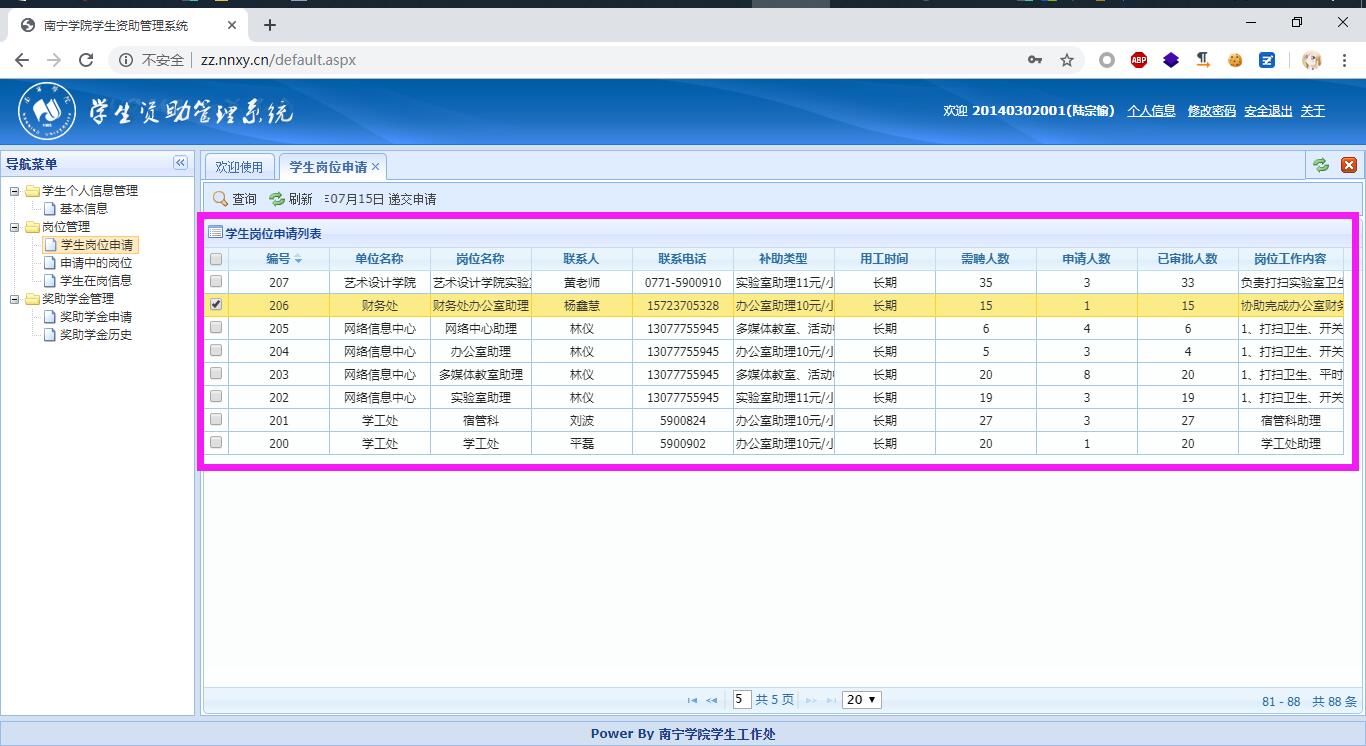 南宁学院学生资助管理系统
不安全 zz.nnxy.cn/default.aspx
ABP
学生资助管理系统
欢迎 20140302001(陆宗愉) 个人信息 修改密码 安全退出 关于
导航菜单
学生个人信息管理
基本信息
岗位管理
学生岗位申请
申请中的岗位
学生在岗信息
奖助学金管理
奖助学金申请
奖助学金历史
欢迎使用 学生岗位申请
查询 刷新 07月15日 递交申请
学生岗位申请列表
编号 单位名称 岗位名称 联系人 联系电话 补助类型 用工时间 需聘人数 申请人数 已审批人数 岗位工作内容
207 艺术设计学院 艺术设计学院实验 黄老师 0771-5900910 实验室助理11元/小 长期 35 3 33 负责打扫实验室卫生
206 财务处 财务处办公室助理 杨鑫慧 15723705328 办公室助理10元/小 长期 15 1 15 协助完成办公室财务
205 网络信息中心 网络中心助理 林仪 13077755945 多媒体教室、活动中 长期 6 4 6 1、打扫卫生、开关
204 网络信息中心 办公室助理 林仪 13077755945 办公室助理10元/小 长期 5 3 4 1、打扫卫生、开关
203 网络信息中心 多媒体教室助理 林仪 13077755945 多媒体教室、活动中 长期 20 8 20 1、打扫卫生、平时
202 网络信息中心 实验室助理 林仪 13077755945 实验室助理11元/小 长期 19 3 19 1、打扫卫生、开关
201 学工处 宿管科 刘波 5900824 办公室助理10元/小 长期 27 3 27 宿管科助理
200 学工处 学工处 平磊 5900902 办公室助理10元/小 长期 20 1 20 学工处助理
5 共 5 页 20 81 - 88 共 88 条
Power By 南宁学院学生工作处